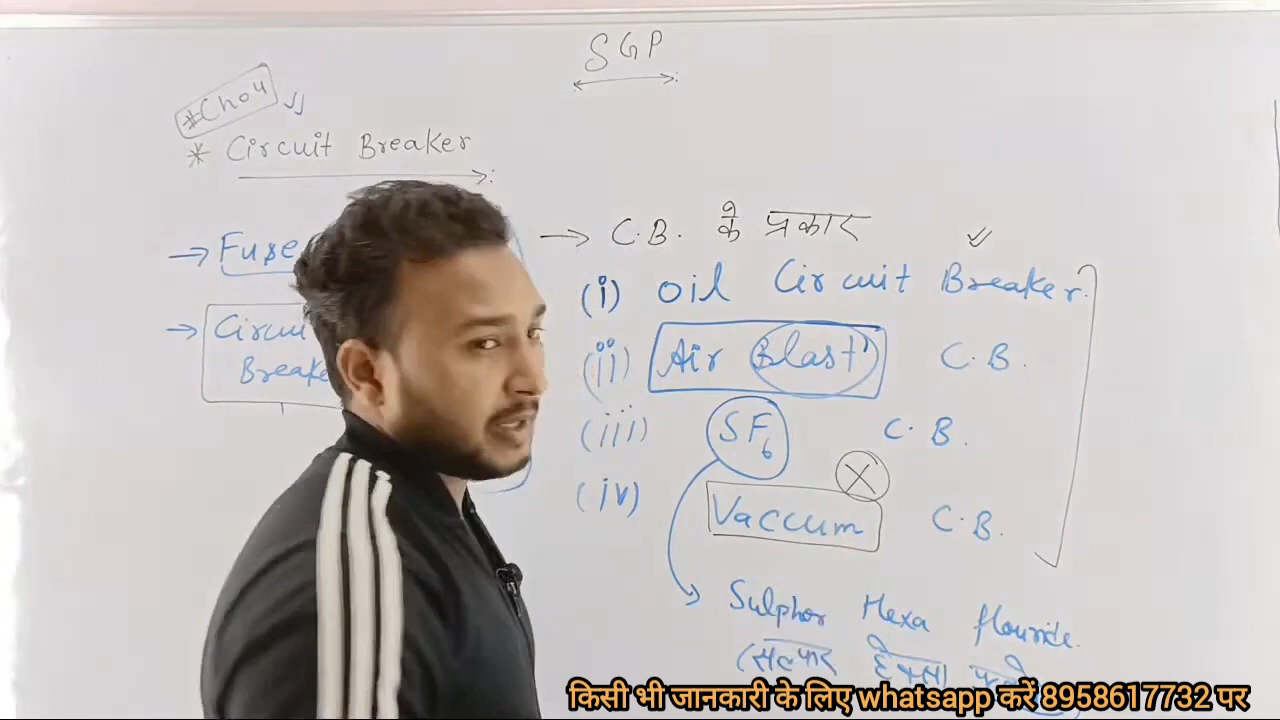 SGP
#Ch04
* Circuit Breaker
→ Fuse
→ Circui
Breake
→ C.B. के प्रकार
(i) Oil Circuit Breaker.
(ii) Air Blast C.B.
(iii) SF6 C.B.
(iv) Vaccum C.B.
Sulphor Hexa flouride.
(सल्फार हेक्सा
किसी भी जानकारी के लिए whatsapp करें 8958617732 पर